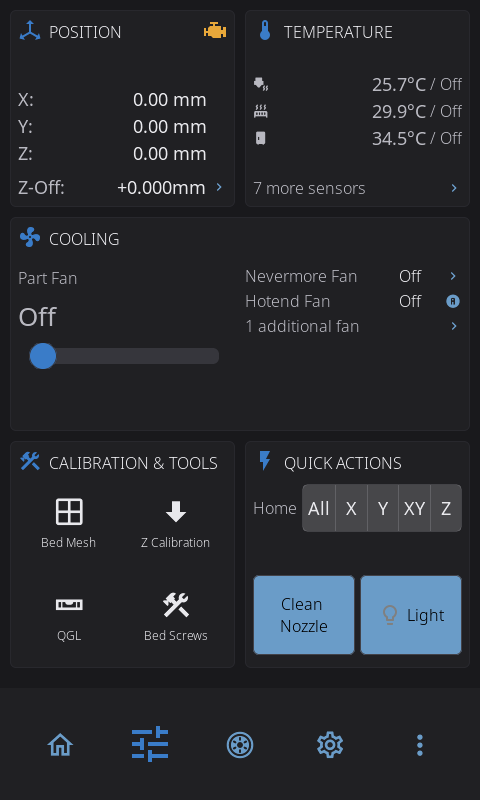 POSITION
X: 0.00 mm
Y: 0.00 mm
Z: 0.00 mm
Z-Off: +0.000mm
TEMPERATURE
25.7°C / Off
29.9°C / Off
34.5°C / Off
7 more sensors
COOLING
Part Fan
Off
Nevermore Fan Off
Hotend Fan Off A
1 additional fan
CALIBRATION & TOOLS
Bed Mesh
Z Calibration
QGL
Bed Screws
QUICK ACTIONS
Home All X Y XY Z
Clean
Nozzle
Light